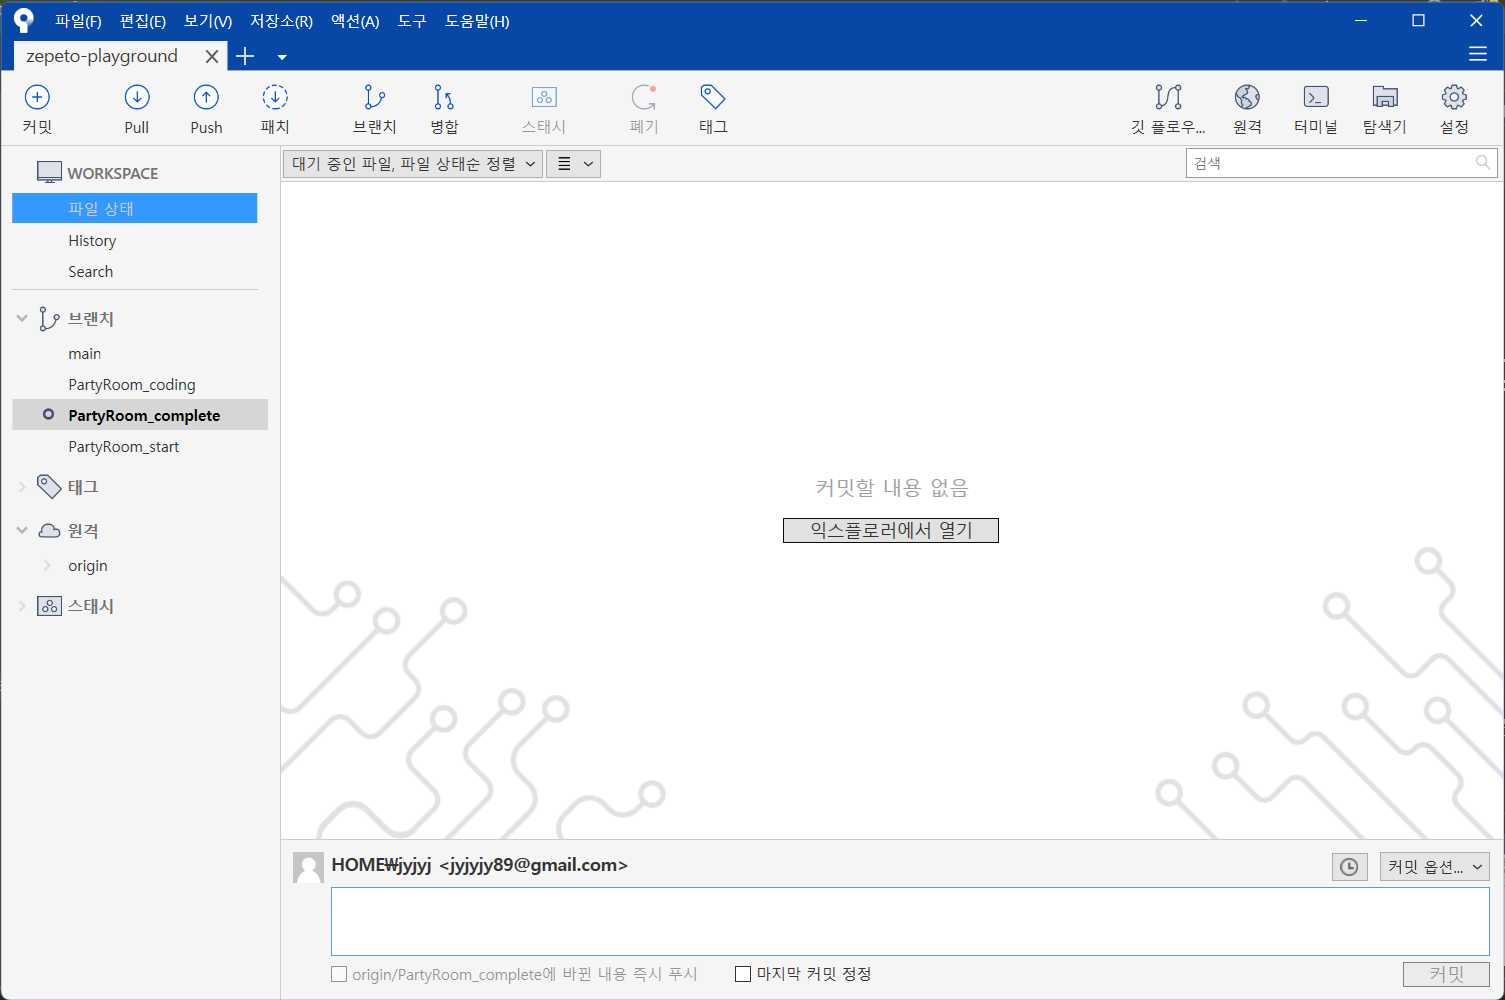 파일(F) 편집(E) 보기(V) 저장소(R) 액션(A) 도구 도움말(H)
zepeto-playground
커밋 Pull Push 패치 브랜치 병합 스태시 폐기 태그 깃 플로우... 원격 터미널 탐색기 설정
WORKSPACE
파일 상태
History
Search
브랜치
main
PartyRoom_coding
PartyRoom_complete
PartyRoom_start
태그
원격
origin
스태시
대기 중인 파일, 파일 상태순 정렬
검색
커밋할 내용 없음
익스플로러에서 열기
HOME₩jyjyj <jyjyjy89@gmail.com>
커밋 옵션...
origin/PartyRoom_complete에 바뀐 내용 즉시 푸시
마지막 커밋 정정
커밋